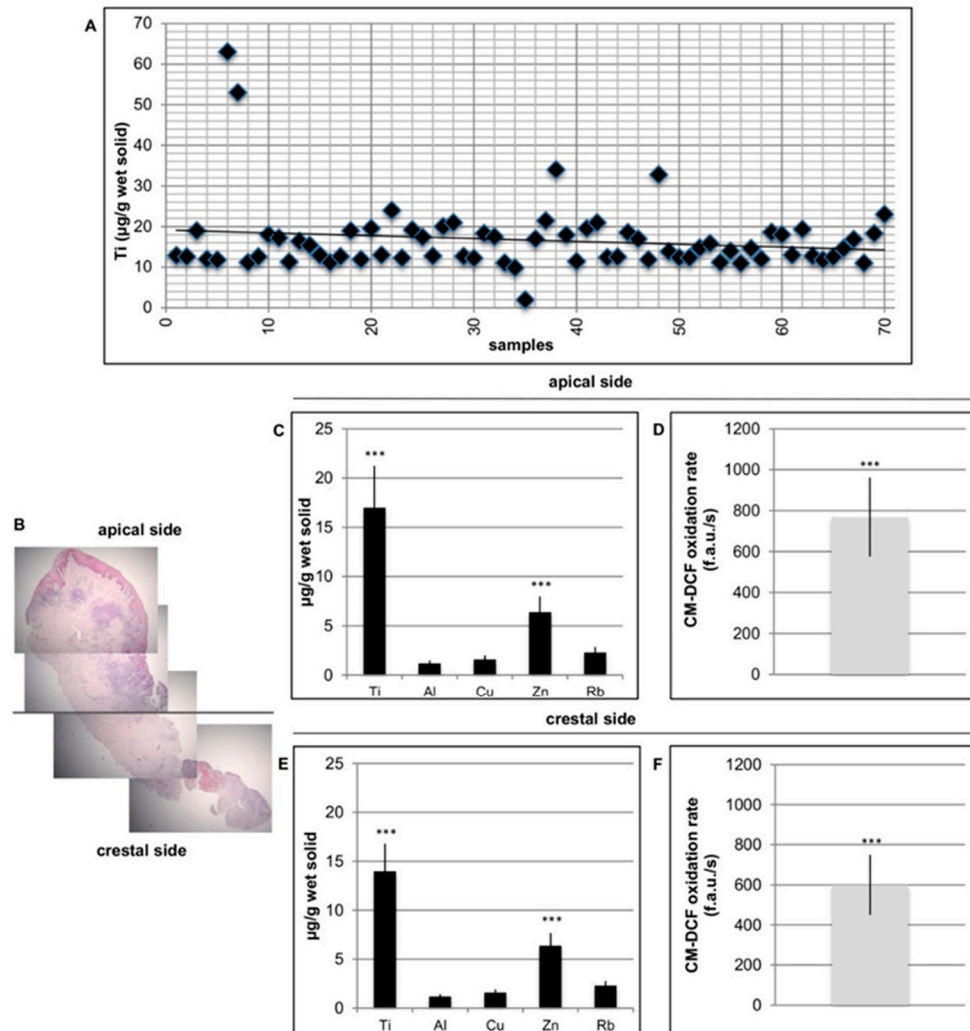 A
70
60
50
40
30
20
10
0
Ti (µg/g wet solid)
0 10 20 30 40 50 60 70
samples
apical side
B
apical side
crestal side
C
25
20
15
10
5
0
µg/g wet solid
***
***
Ti Al Cu Zn Rb
D
1200
1000
800
600
400
200
0
CM-DCF oxidation rate
(f.a.u./s)
***
crestal side
E
25
20
15
10
5
0
µg/g wet solid
***
***
Ti Al Cu Zn Rb
F
1200
1000
800
600
400
200
0
CM-DCF oxidation rate
(f.a.u./s)
***